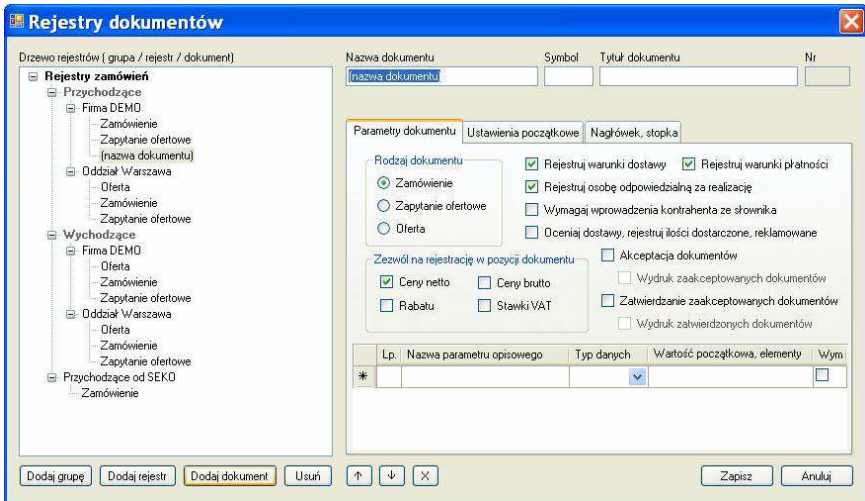 Rejestry dokumentów
Drzewo rejestrów ( grupa / rejestr / dokument)
Rejestry zamówień
Przychodzące
Firma DEMO
Zamówienie
Zapytanie ofertowe
(nazwa dokumentu)
Oddział Warszawa
Oferta
Zamówienie
Zapytanie ofertowe
Wychodzące
Firma DEMO
Oferta
Zamówienie
Zapytanie ofertowe
Oddział Warszawa
Oferta
Zamówienie
Zapytanie ofertowe
Przychodzące od SEKO
Zamówienie
Dodaj grupę Dodaj rejestr Dodaj dokument Usuń
Nazwa dokumentu Symbol Tytuł dokumentu Nr
(nazwa dokumentu)
Parametry dokumentu Ustawienia początkowe Nagłówek, stopka
Rodzaj dokumentu
Zamówienie
Zapytanie ofertowe
Oferta
Rejestruj warunki dostawy Rejestruj warunki płatności
Rejestruj osobę odpowiedzialną za realizację
Wymagaj wprowadzenia kontrahenta ze słownika
Oceniaj dostawy, rejestruj ilości dostarczone, reklamowane
Zezwól na rejestrację w pozycji dokumentu
Ceny netto Ceny brutto
Rabatu Stawki VAT
Akceptacja dokumentów
Wydruk zaakceptowanych dokumentów
Zatwierdzanie zaakceptowanych dokumentów
Wydruk zatwierdzonych dokumentów
Lp. Nazwa parametru opisowego Typ danych Wartość początkowa, elementy Wym
Zapisz Anuluj